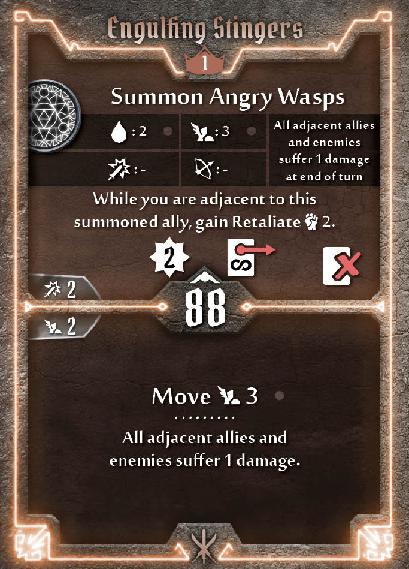 Engulfing Stingers
1
Summon Angry Wasps
: 2
: 3
: -
: -
All adjacent allies
and enemies
suffer 1 damage
at end of turn
While you are adjacent to this
summoned ally, gain Retaliate 2.
2
2
88
2
Move 3
All adjacent allies and
enemies suffer 1 damage.